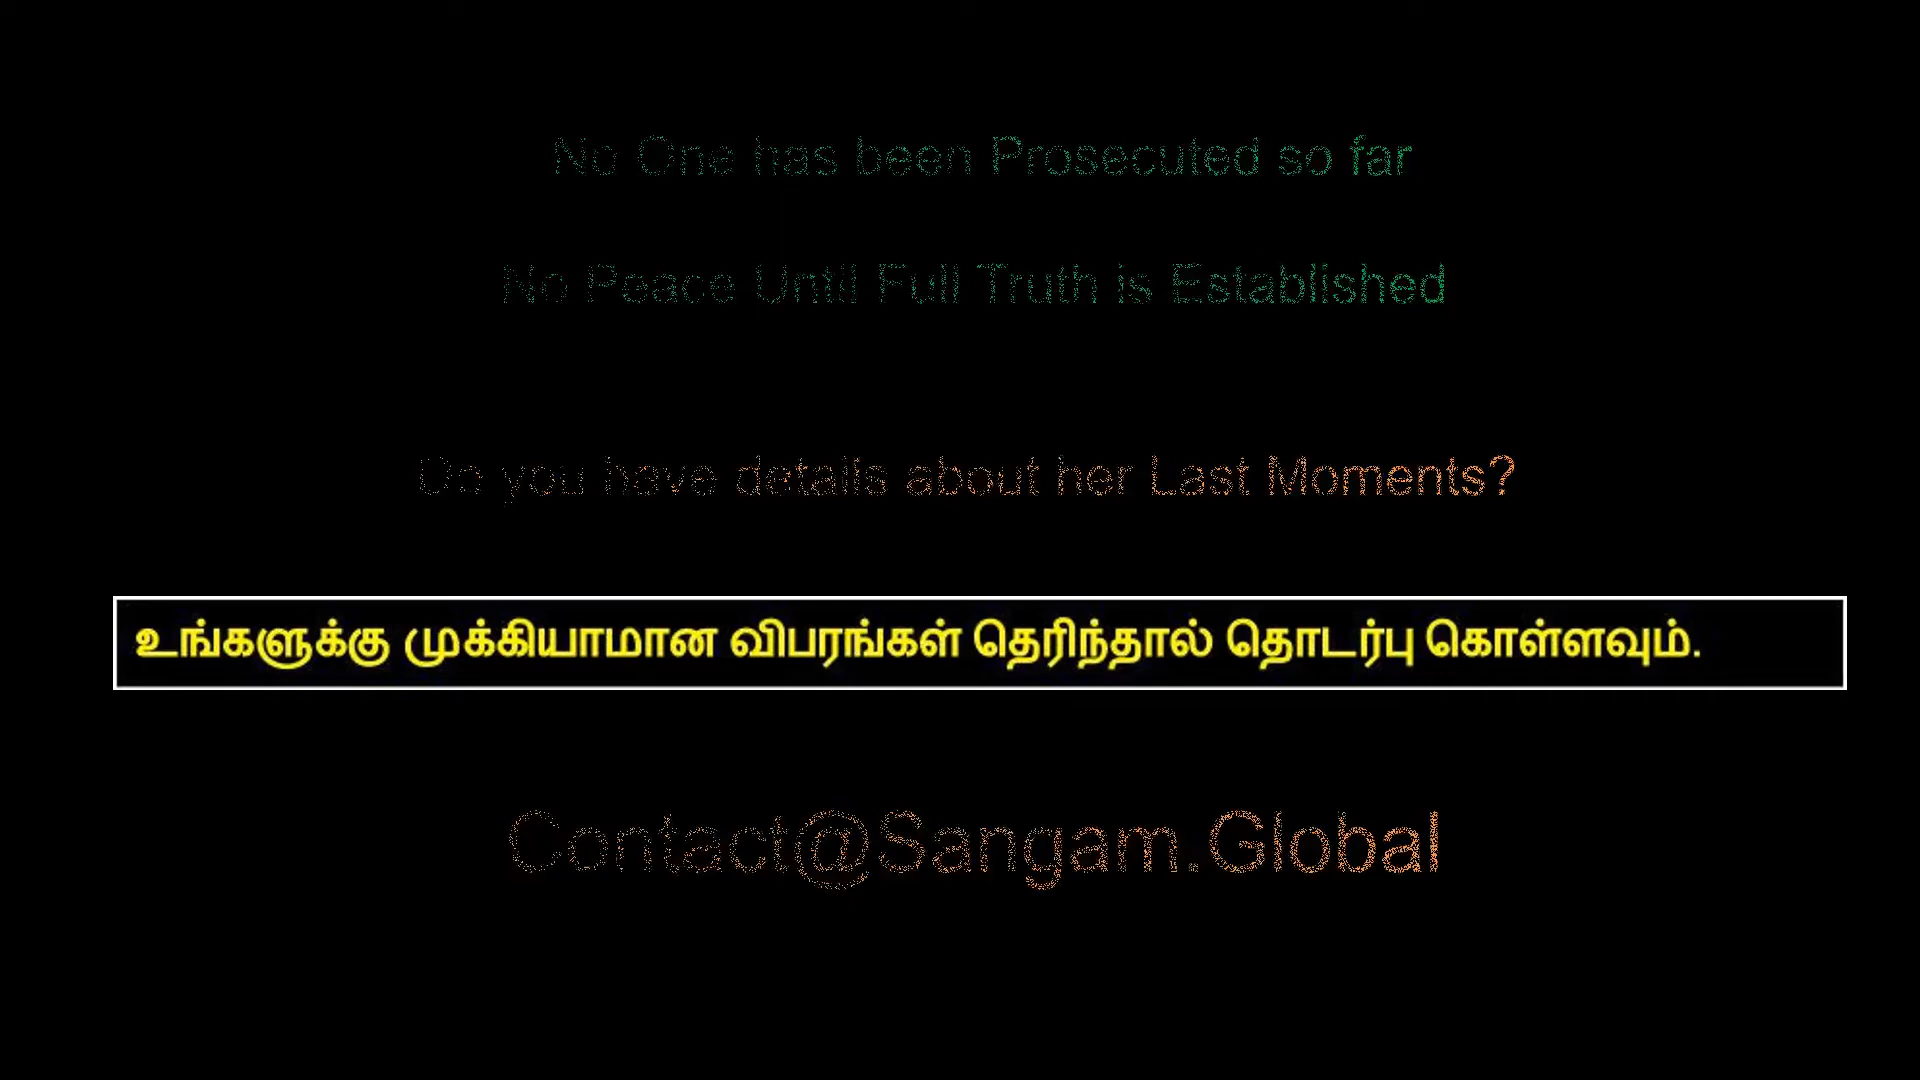 No One has been Prosecuted so far
No Peace Until Full Truth is Established
Do you have details about her Last Moments?
உங்களுக்கு முக்கியாமான விபரங்கள் தெரிந்தால் தொடர்பு கொள்ளவும்.
Contact@Sangam.Global